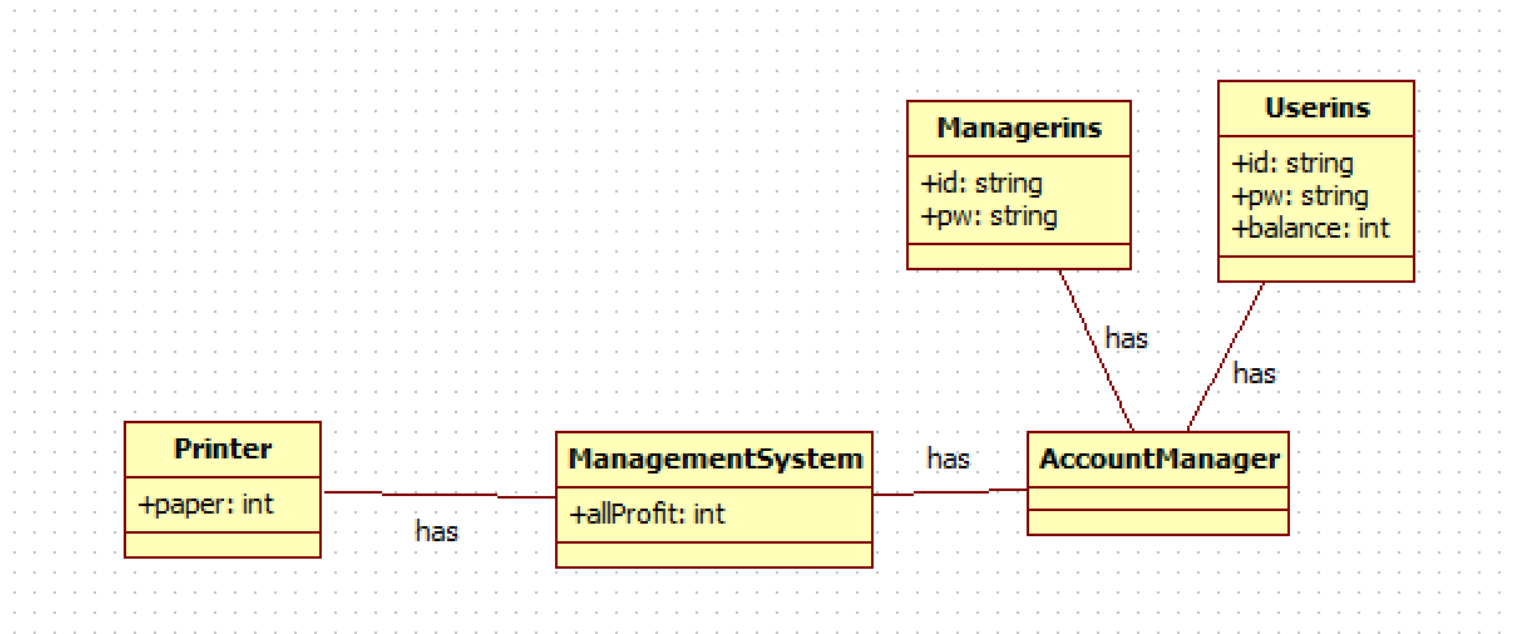 Managerins
+id: string
+pw: string
Userins
+id: string
+pw: string
+balance: int
has
has
Printer
+paper: int
has
ManagementSystem
+allProfit: int
has
AccountManager